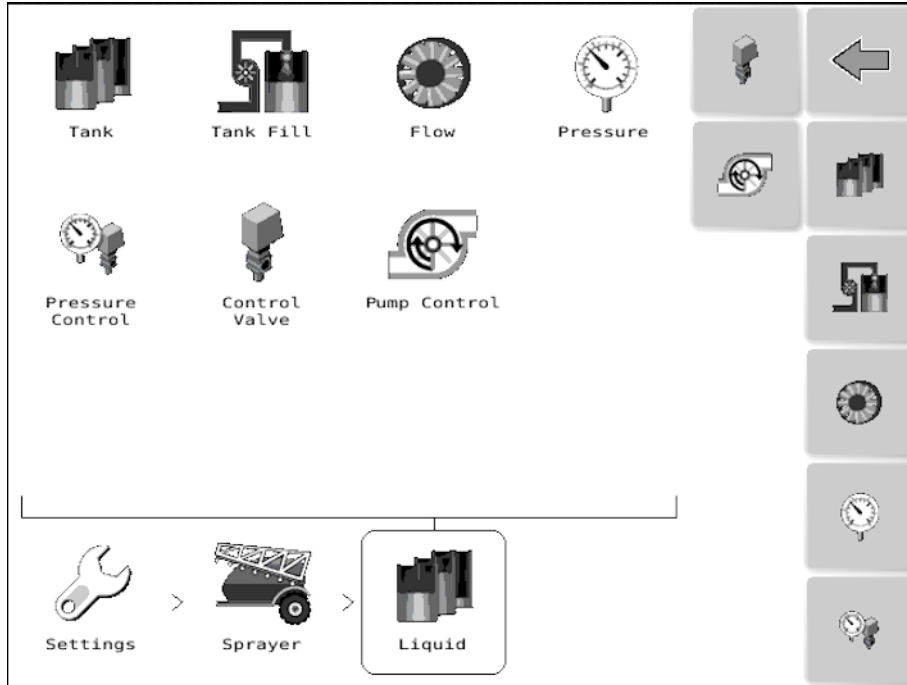 Tank
Tank Fill
Flow
Pressure
Pressure
Control
Control
Valve
Pump Control
Settings
>
Sprayer
>
Liquid